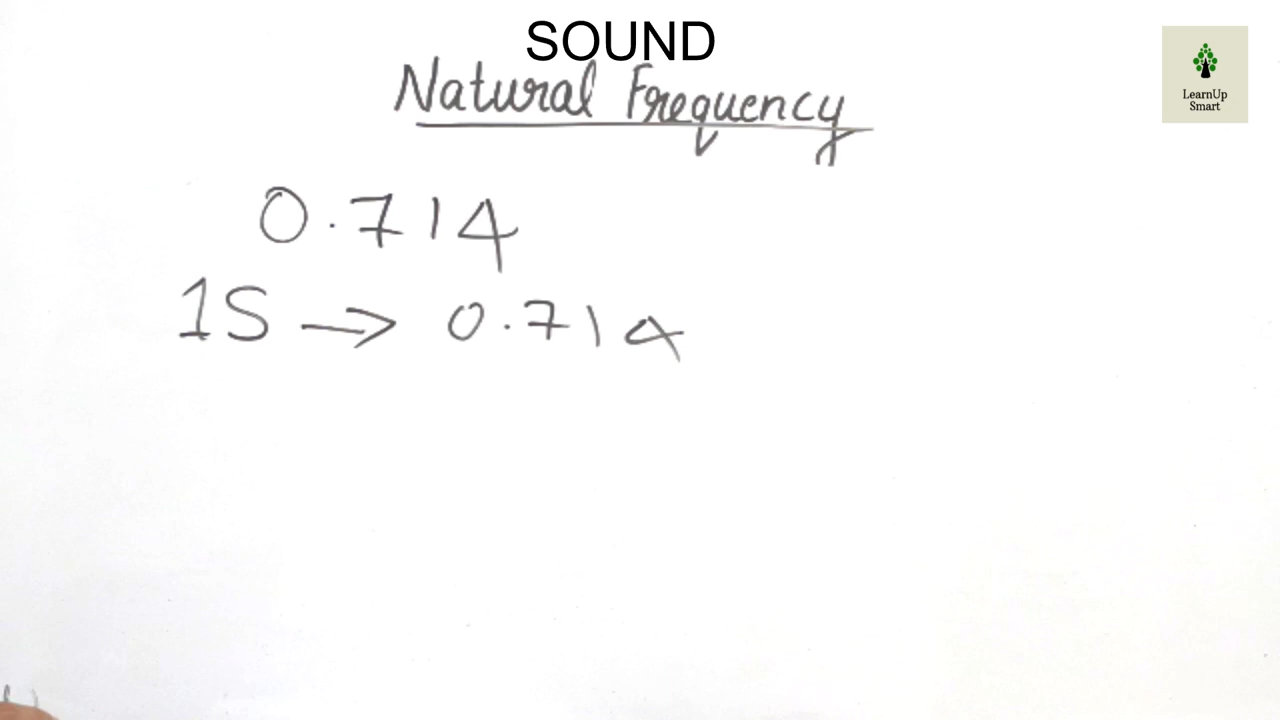 SOUND
Natural Frequency
LearnUp
Smart
0.714
1S → 0.714